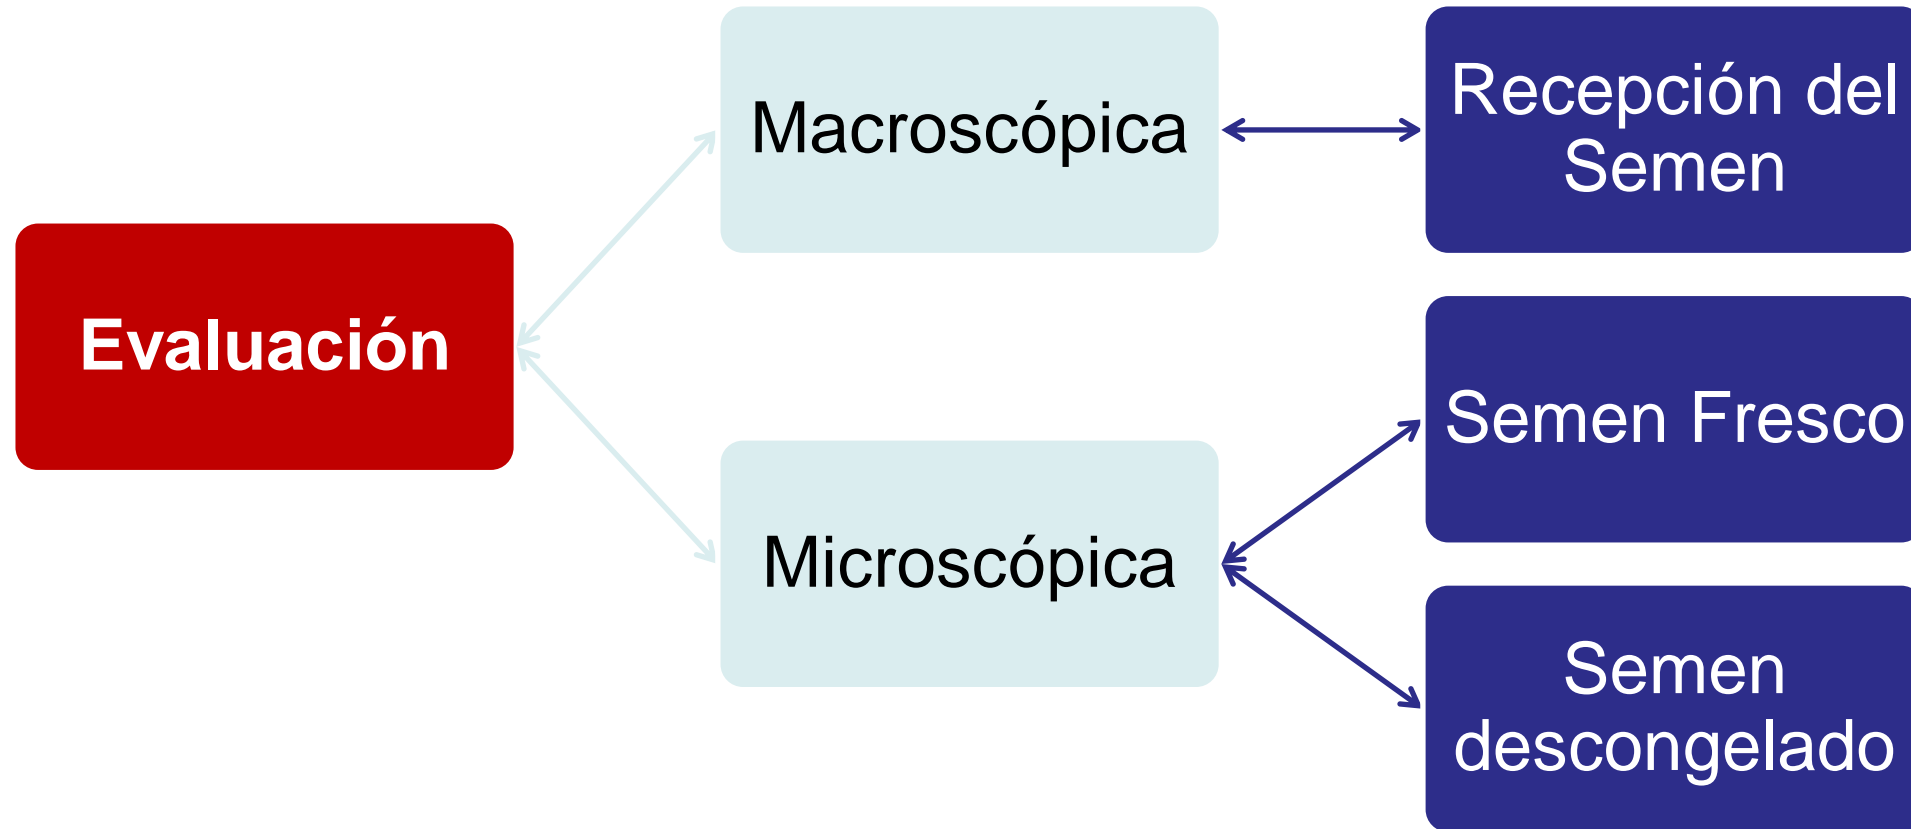 Evaluación
Macroscópica
Recepción del
Semen
Microscópica
Semen Fresco
Semen
descongelado